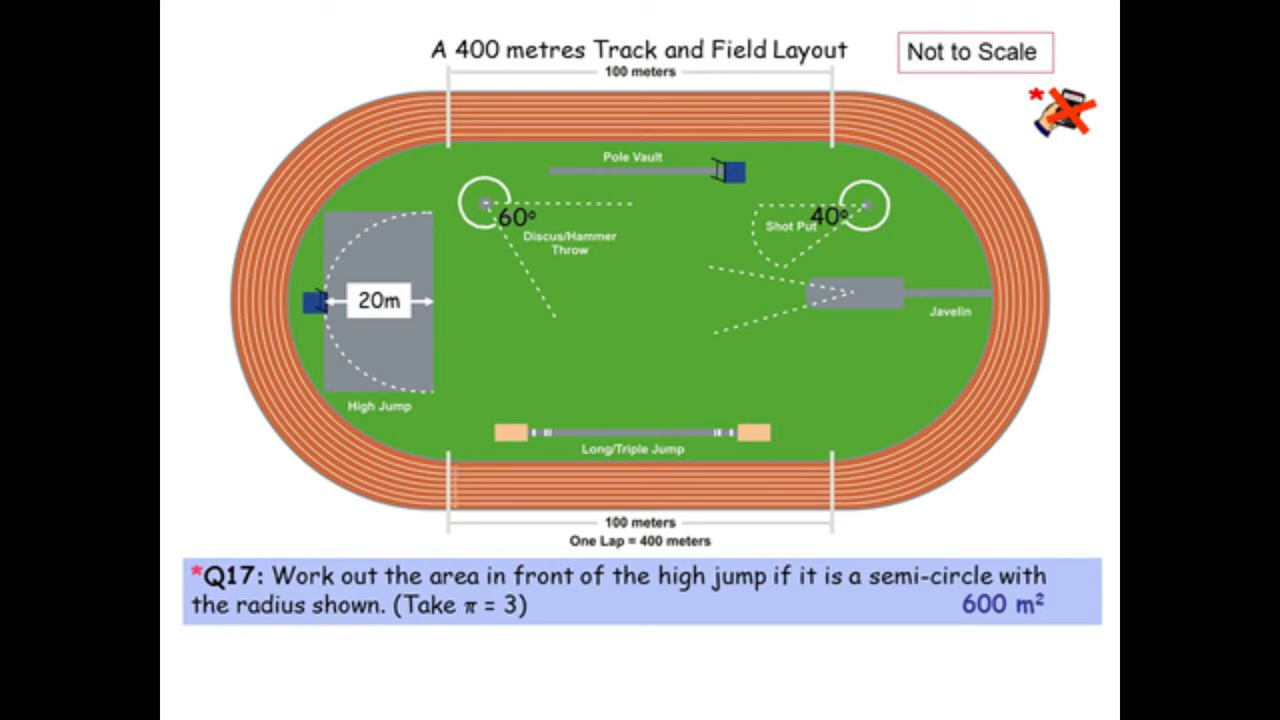 A 400 metres Track and Field Layout
Not to Scale
100 meters
*
Pole Vault
60°
40°
Shot Put
Discus/Hammer
Throw
20m
Javelin
High Jump
Long/Triple Jump
100 meters
One Lap = 400 meters
*Q17: Work out the area in front of the high jump if it is a semi-circle with
the radius shown. (Take π = 3) 600 m²